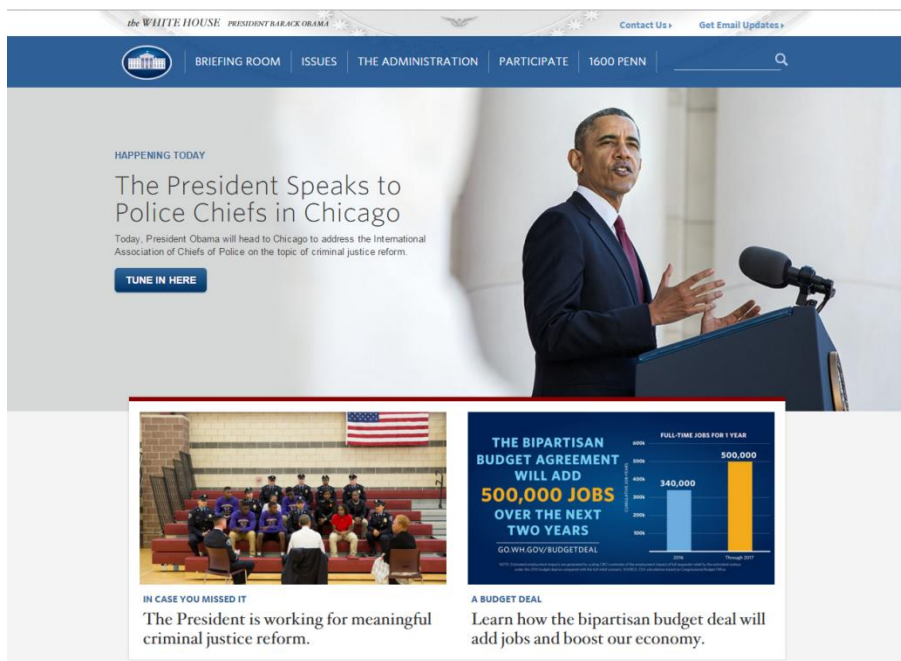 the WHITE HOUSE PRESIDENT BARACK OBAMA
Contact Us
Get Email Updates
BRIEFING ROOM
ISSUES
THE ADMINISTRATION
PARTICIPATE
1600 PENN
HAPPENING TODAY
The President Speaks to
Police Chiefs in Chicago
Today, President Obama will head to Chicago to address the International
Association of Chiefs of Police on the topic of criminal justice reform.
TUNE IN HERE
THE BIPARTISAN
BUDGET AGREEMENT
WILL ADD
500,000 JOBS
OVER THE NEXT
TWO YEARS
GO.WH.GOV/BUDGETDEAL
FULL-TIME JOBS FOR 1 YEAR
600k
500k
400k
300k
200k
100k
340,000
500,000
2016
Through 2017
IN CASE YOU MISSED IT
The President is working for meaningful
criminal justice reform.
A BUDGET DEAL
Learn how the bipartisan budget deal will
add jobs and boost our economy.